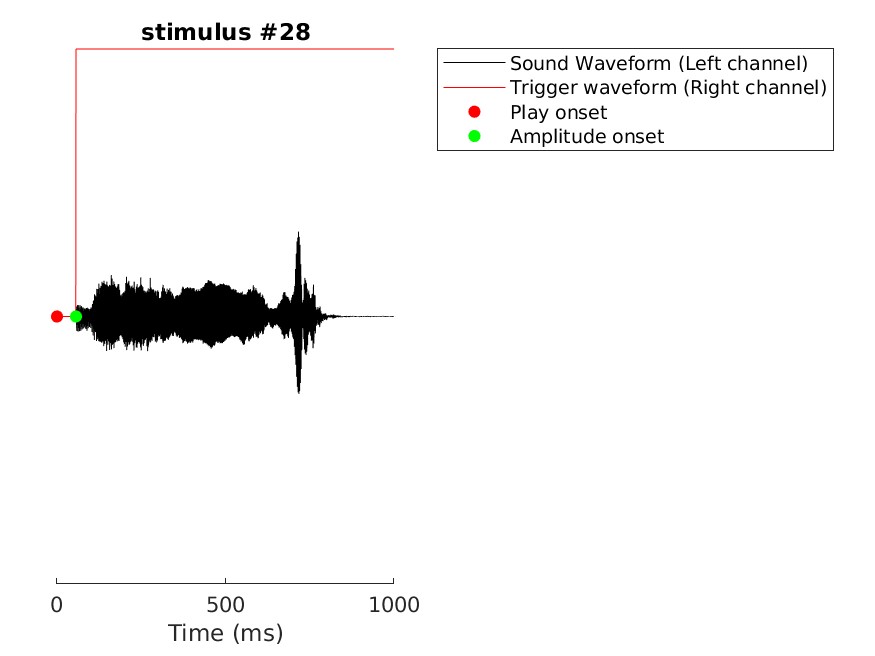 stimulus #28
Sound Waveform (Left channel)
Trigger waveform (Right channel)
Play onset
Amplitude onset
0 500 1000
Time (ms)